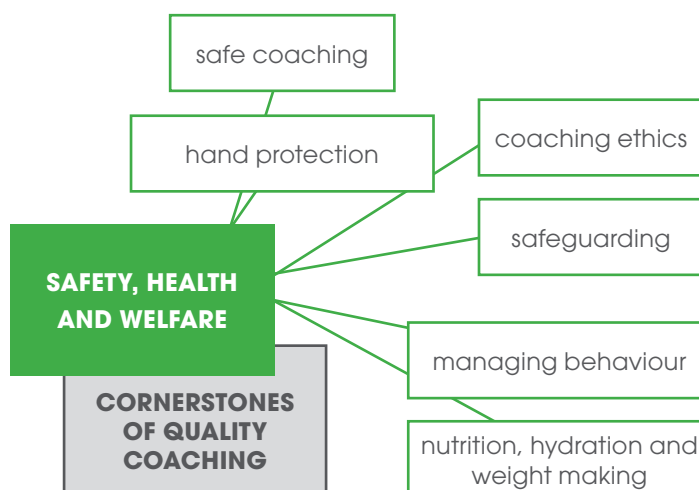 safe coaching
hand protection
coaching ethics
safeguarding
SAFETY, HEALTH
AND WELFARE
managing behaviour
CORNERSTONES
OF QUALITY
COACHING
nutrition, hydration and
weight making